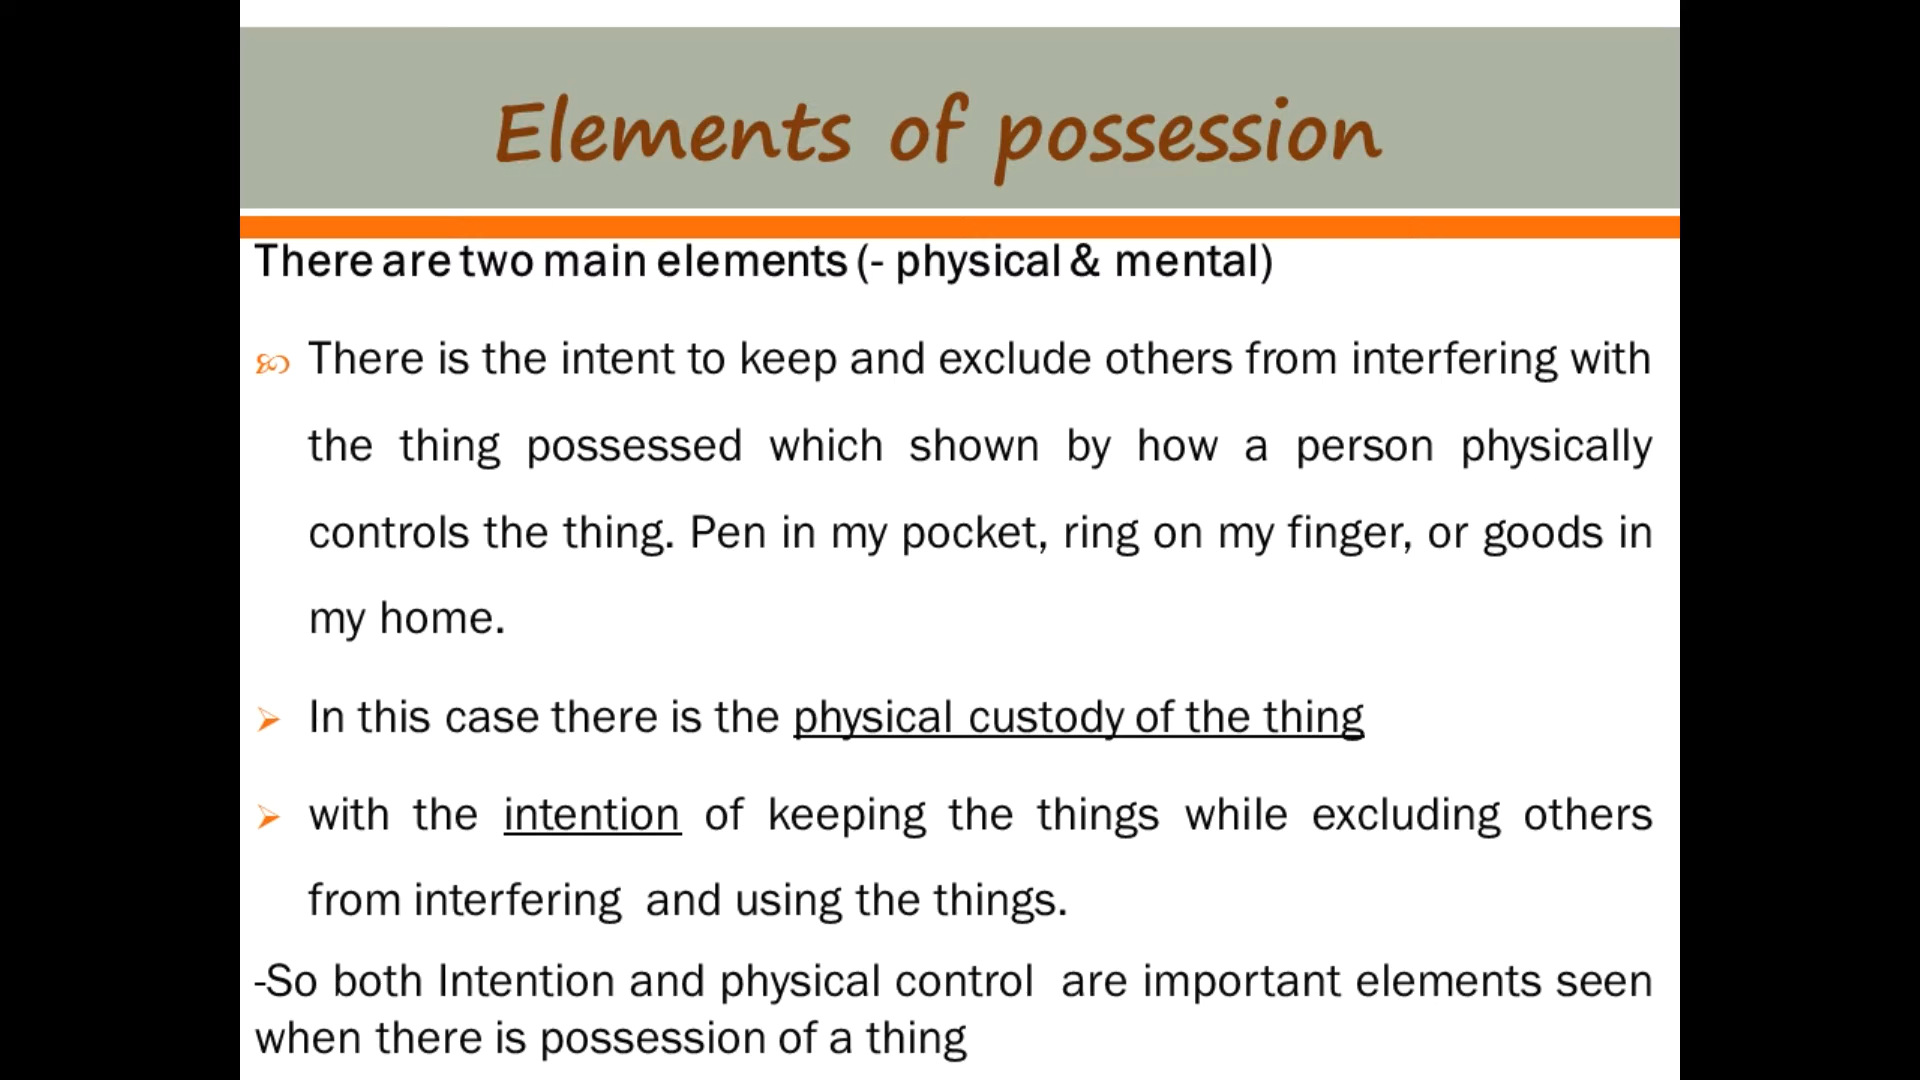 Elements of possession
There are two main elements (- physical & mental)
There is the intent to keep and exclude others from interfering with
the thing possessed which shown by how a person physically
controls the thing. Pen in my pocket, ring on my finger, or goods in
my home.
In this case there is the physical custody of the thing
with the intention of keeping the things while excluding others
from interfering and using the things.
-So both Intention and physical control are important elements seen
when there is possession of a thing